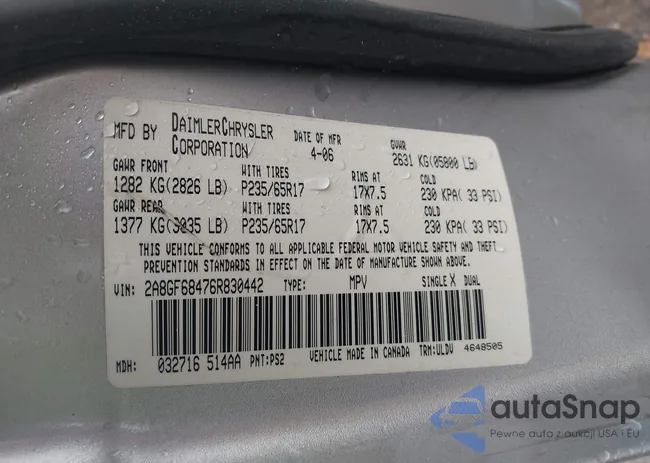 MFD BY DAIMLERCHRYSLER CORPORATION DATE OF MFR 4-06 GVWR 2631 KG(05800 LB)
GAWR FRONT WITH TIRES RIMS AT COLD
1282 KG(2826 LB) P235/65R17 17X7.5 230 KPA( 33 PSI)
GAWR REAR WITH TIRES RIMS AT COLD
1377 KG(3035 LB) P235/65R17 17X7.5 230 KPA( 33 PSI)
THIS VEHICLE CONFORMS TO ALL APPLICABLE FEDERAL MOTOR VEHICLE SAFETY AND THEFT
PREVENTION STANDARDS IN EFFECT ON THE DATE OF MANUFACTURE SHOWN ABOVE.
VIN: 2A8GF68476R830442 TYPE: MPV SINGLE X DUAL
MDH: 032716 514AA PNT:PS2 VEHICLE MADE IN CANADA TRM:ULDV 4648505
autoSnap
Pewne auto z aukcji USA i EU